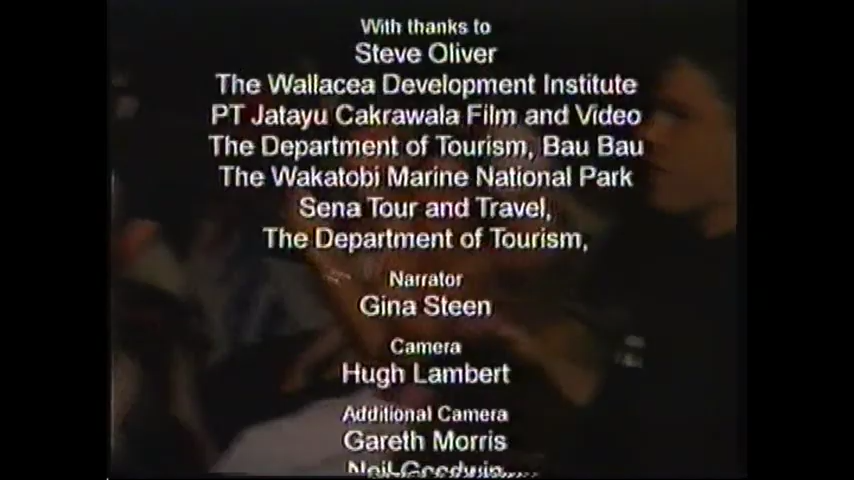 With thanks to
Steve Oliver
The Wallacea Development Institute
PT Jatayu Cakrawala Film and Video
The Department of Tourism, Bau Bau
The Wakatobi Marine National Park
Sena Tour and Travel,
The Department of Tourism,
Narrator
Gina Steen
Camera
Hugh Lambert
Additional Camera
Gareth Morris
Neil Goodwin